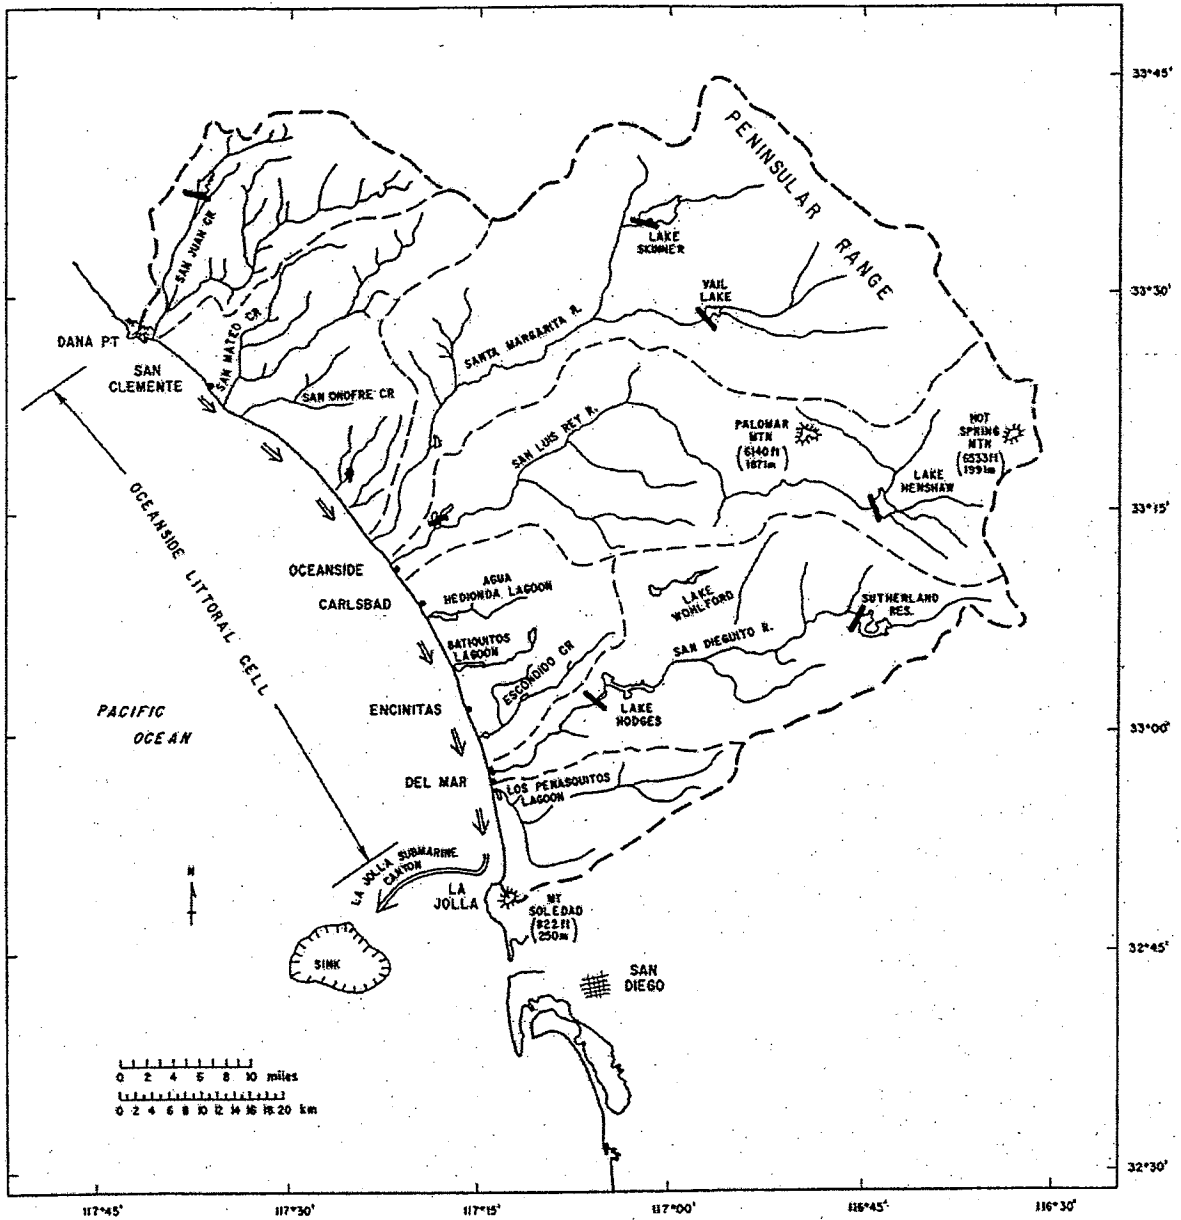 33°45'
PENINSULAR RANGE
SAN JUAN CR
LAKE
SKINNER
VAIL
LAKE
33°30'
DANA PT
SAN
CLEMENTE
SAN MATEO CR
SANTA MARGARITA R.
SAN ONOFRE CR
SAN LUIS REY R.
PALOMAR
MTN
(6140 ft
1871m)
HOT
SPRING
MTN
(6533ft
1991m)
LAKE
HENSHAW
33°15'
OCEANSIDE LITTORAL CELL
OCEANSIDE
CARLSBAD
AGUA
HEDIONDA LAGOON
LAKE
WOHLFORD
SUTHERLAND
RES.
BATIQUITOS
LAGOON
ESCONDIDO CR
SAN DIEGUITO R.
PACIFIC
OCEAN
ENCINITAS
LAKE
HODGES
33°00'
DEL MAR
LOS PENASQUITOS
LAGOON
LA JOLLA SUBMARINE
CANYON
N
LA
JOLLA
MT
SOLEDAD
(822 ft
250m)
32°45'
SINK
SAN
DIEGO
0 2 4 6 8 10 miles
0 2 4 6 8 10 12 14 16 18 20 km
32°30'
117°45' 117°30' 117°15' 117°00' 116°45' 116°30'